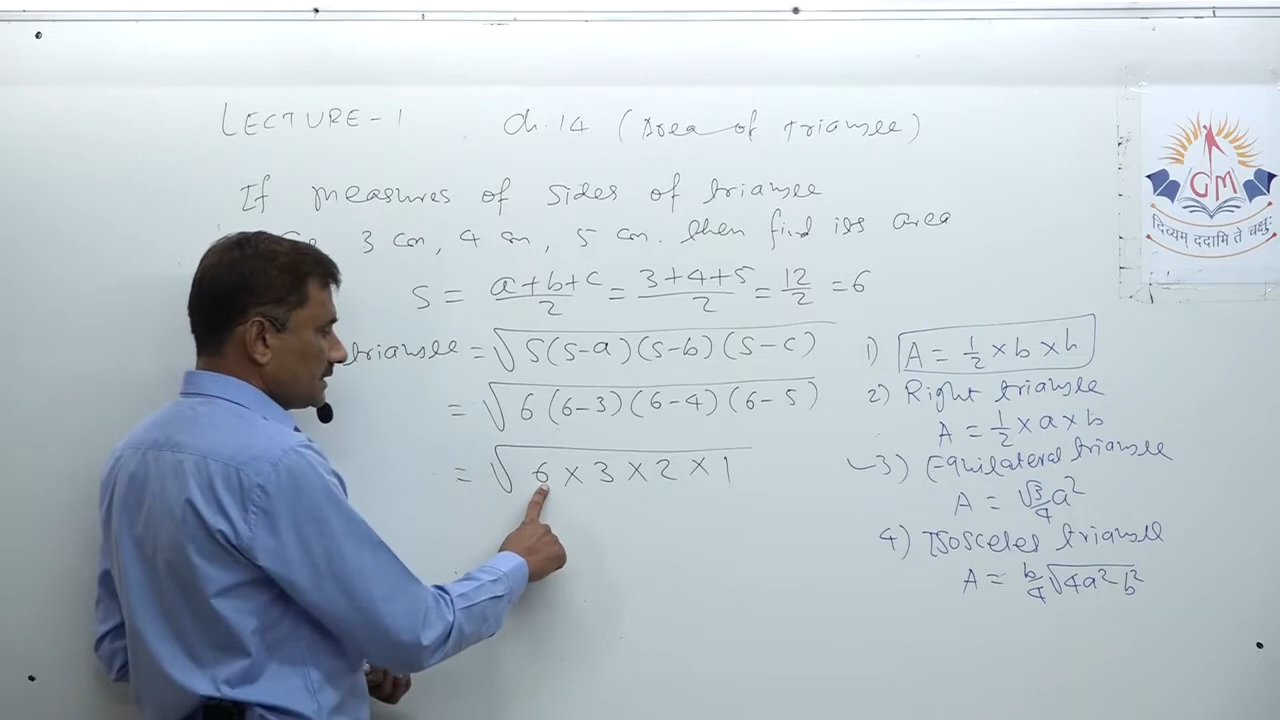 LECTURE-1 Ch.14 (Area of triangle)
If measures of sides of triangle
3 cm, 4 cm, 5 cm. then find its area
S = a+b+c/2 = 3+4+5/2 = 12/2 = 6
triangle = √S(S-a)(S-b)(S-c)
= √6(6-3)(6-4)(6-5)
= √6×3×2×1
1) A = 1/2 × b × h
2) Right triangle
A = 1/2 × a × b
3) Equilateral triangle
A = √3/4 a²
4) Isosceles triangle
A = b/4 √4a²-b²
GM
दिव्यम् ददामि ते चक्षुः